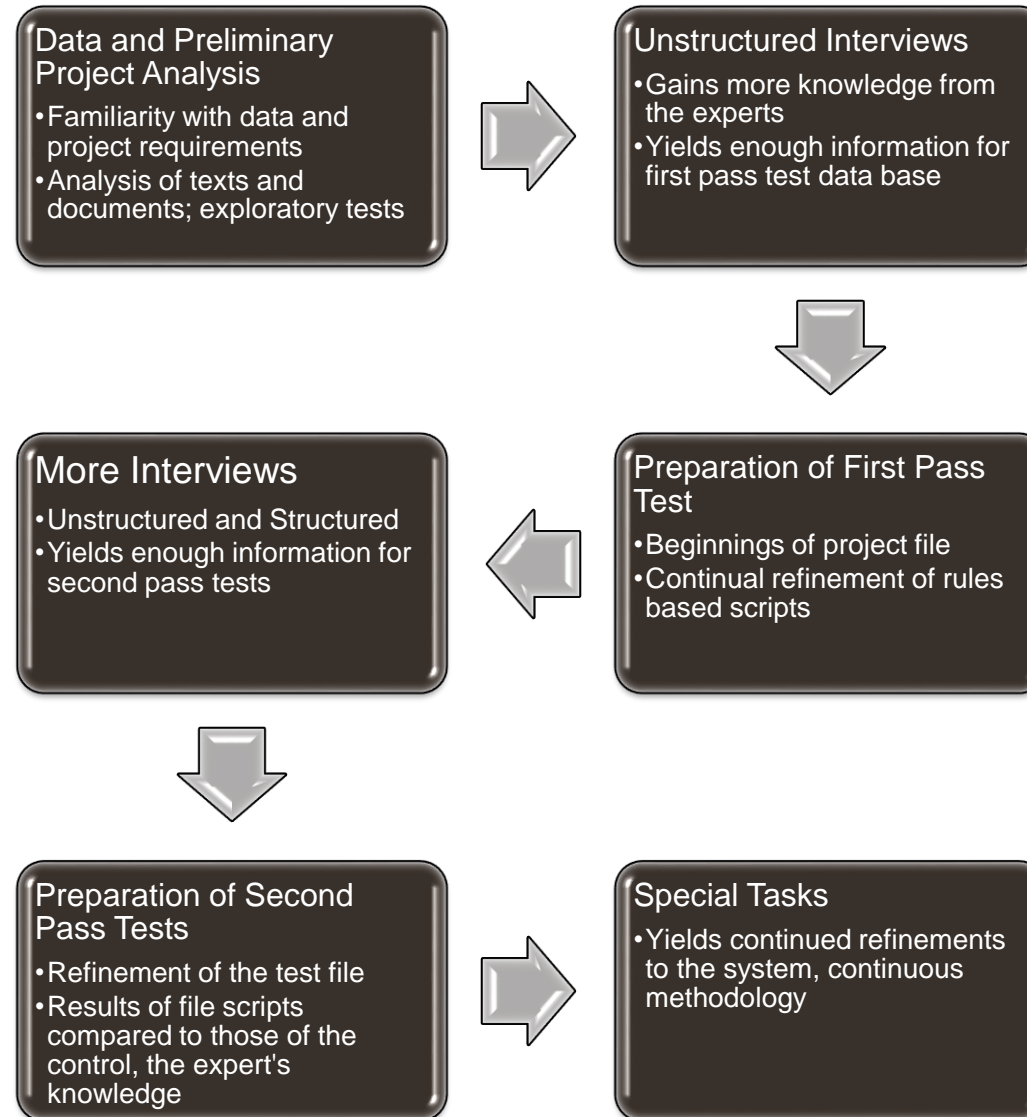 Data and Preliminary
Project Analysis
•Familiarity with data and
project requirements
•Analysis of texts and
documents; exploratory tests
Unstructured Interviews
•Gains more knowledge from
the experts
•Yields enough information for
first pass test data base
Preparation of First Pass
Test
•Beginnings of project file
•Continual refinement of rules
based scripts
More Interviews
•Unstructured and Structured
•Yields enough information for
second pass tests
Preparation of Second
Pass Tests
•Refinement of the test file
•Results of file scripts
compared to those of the
control, the expert's
knowledge
Special Tasks
•Yields continued refinements
to the system, continuous
methodology